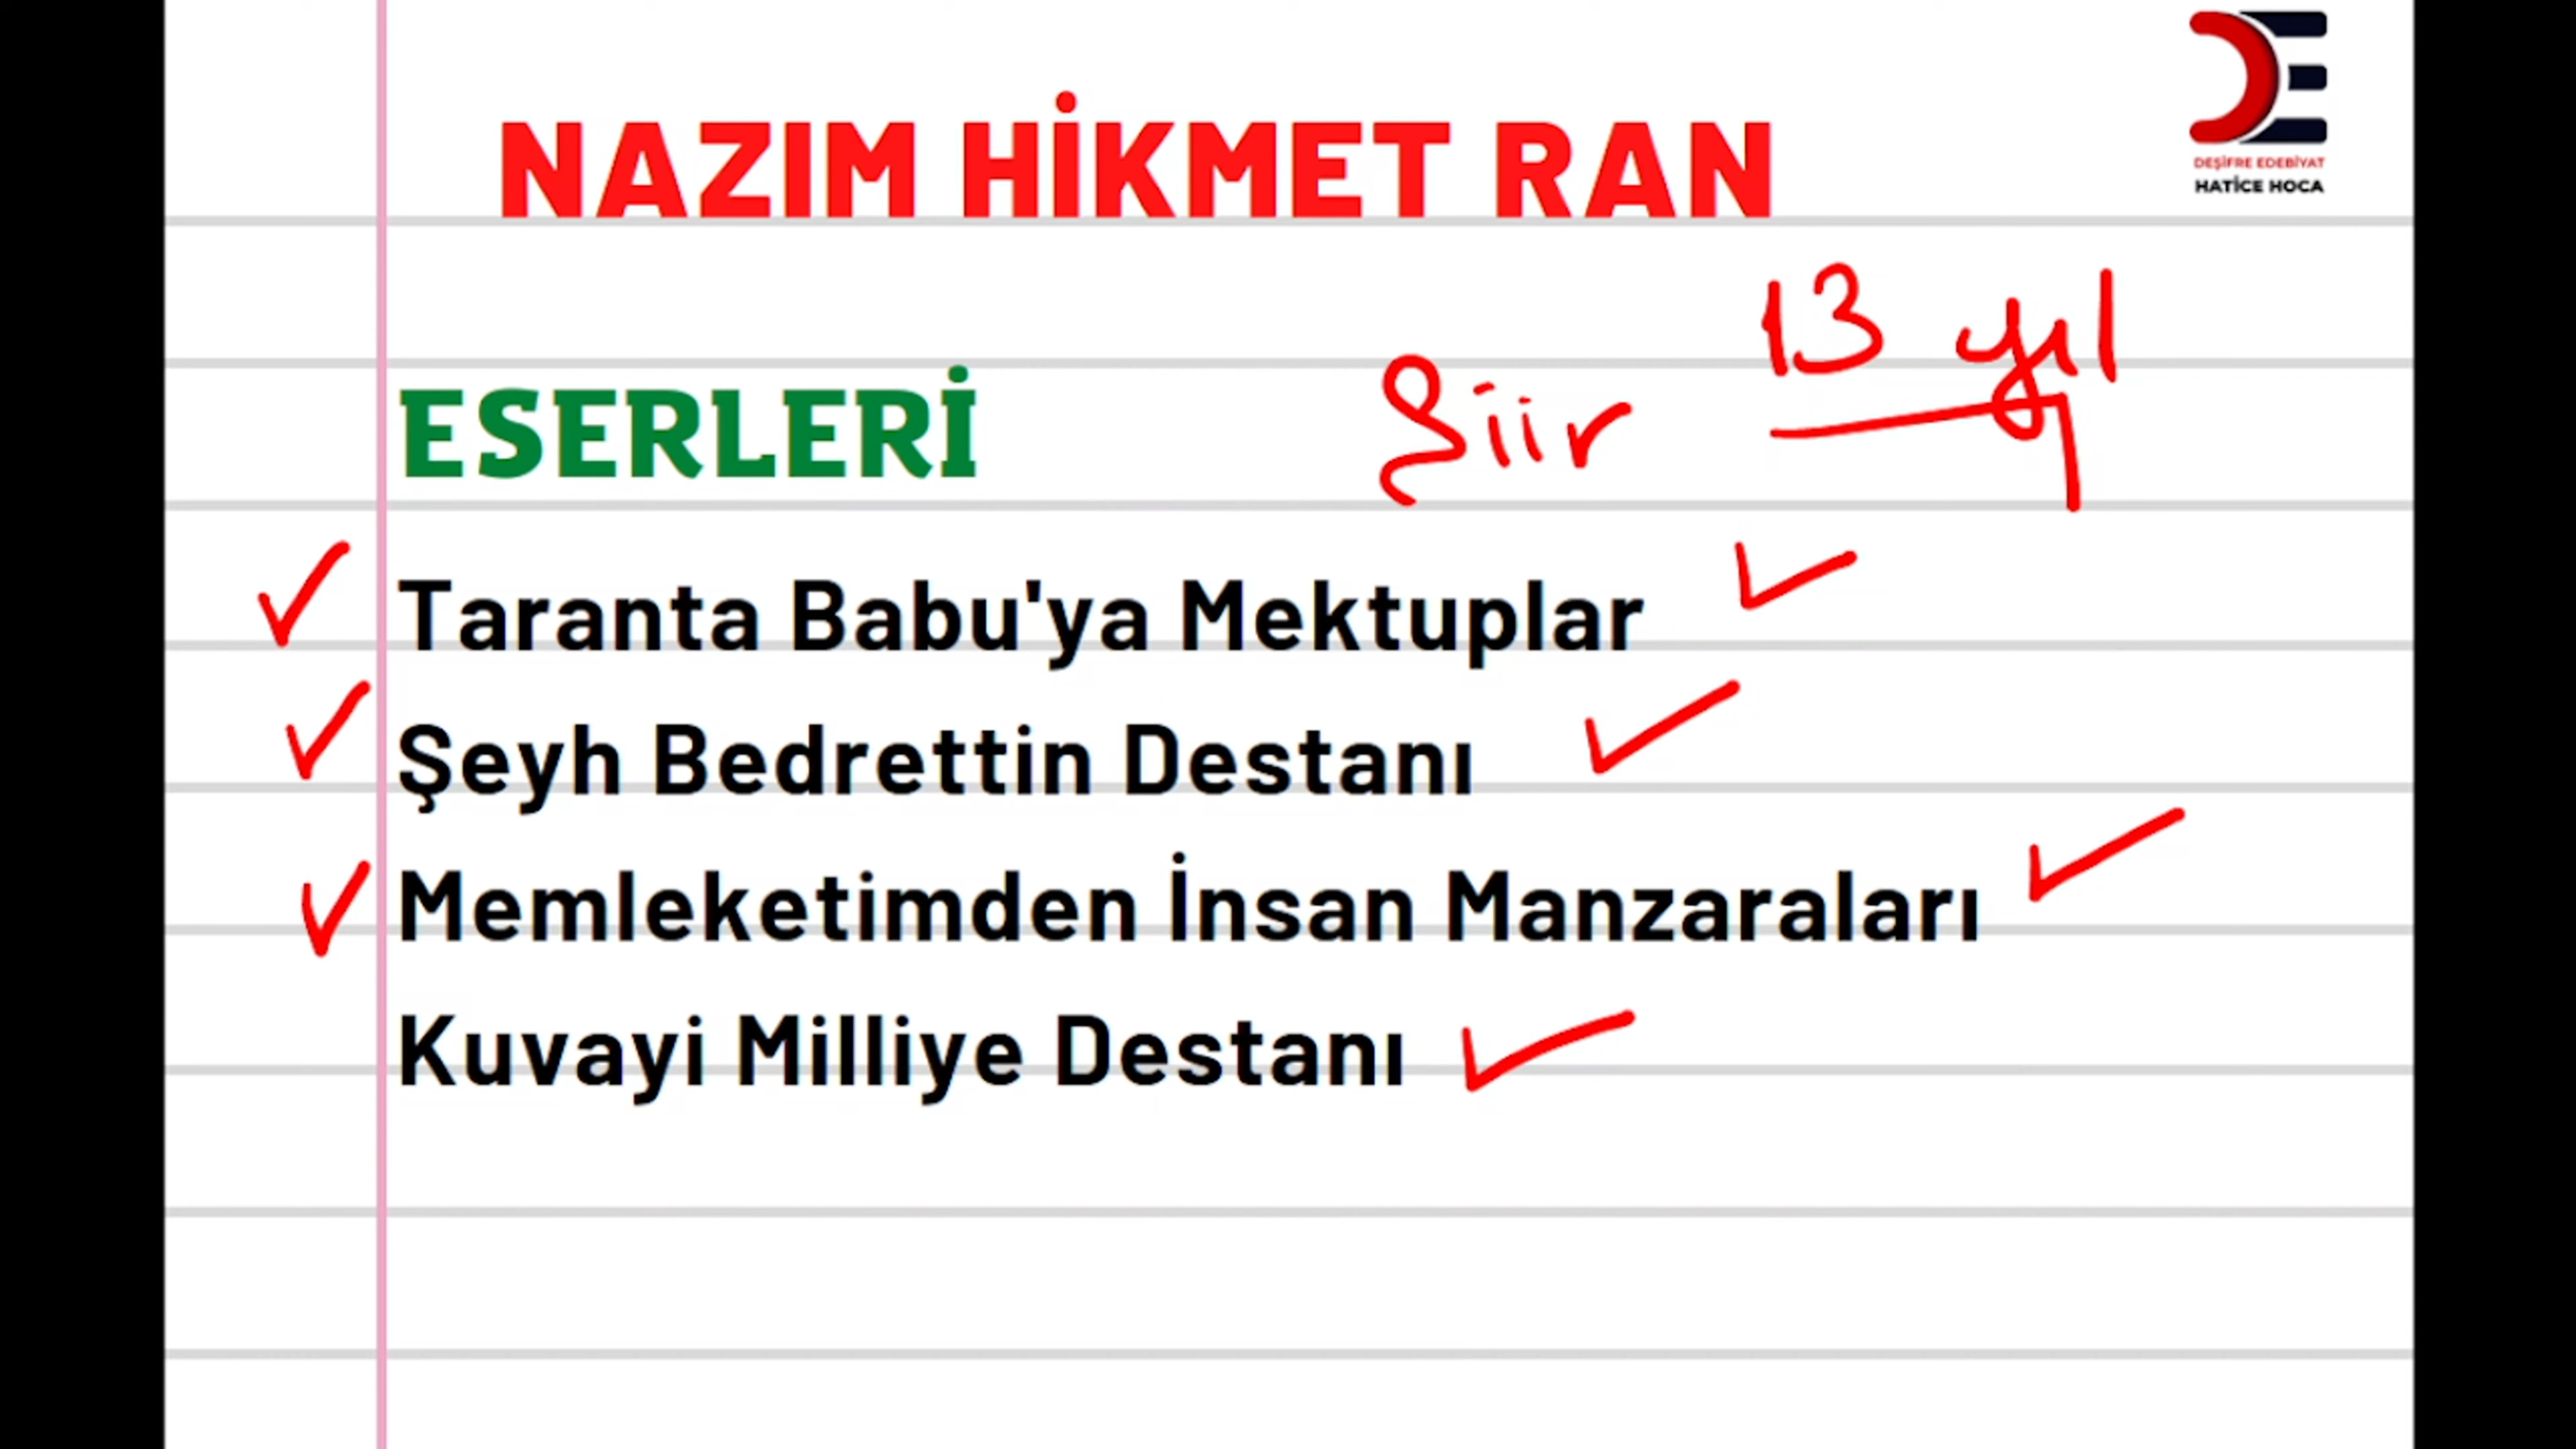 DEŞİFRE EDEBİYAT
HATİCE HOCA
NAZIM HİKMET RAN
13 yıl
ESERLERİ
Şiir
Taranta Babu'ya Mektuplar
Şeyh Bedrettin Destanı
Memleketimden İnsan Manzaraları
Kuvayi Milliye Destanı